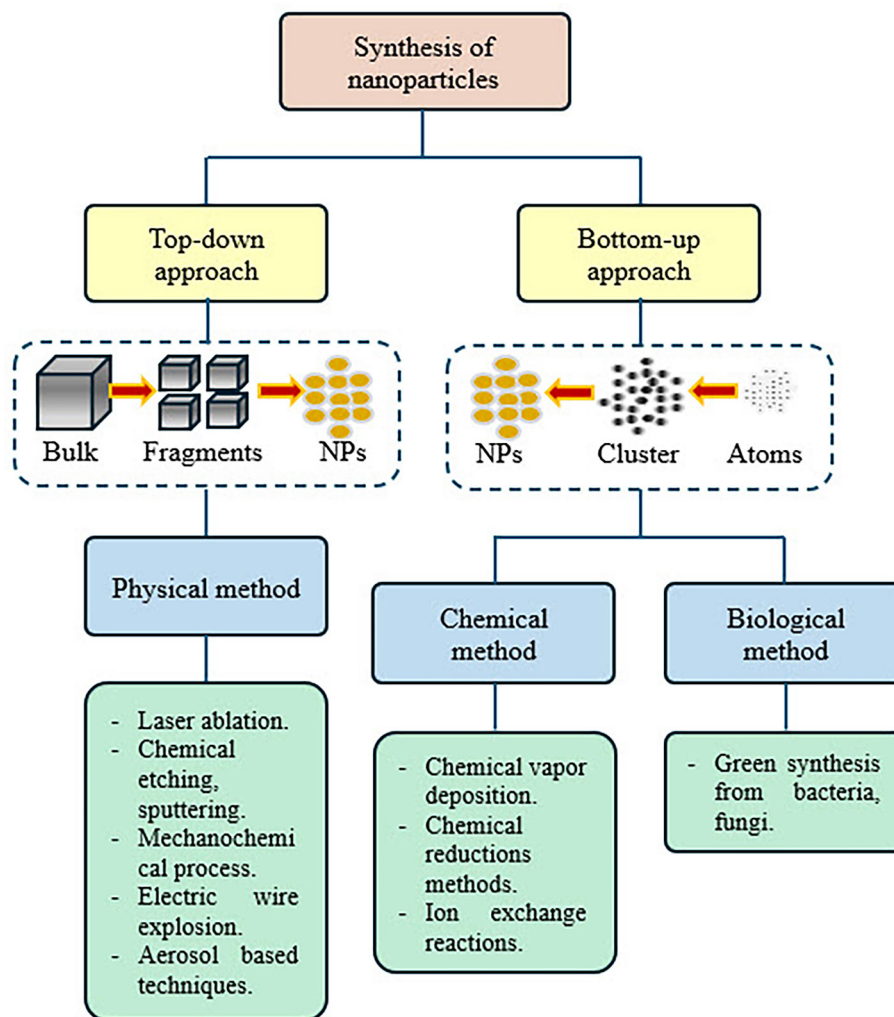 Synthesis of
nanoparticles
Top-down
approach
Bottom-up
approach
Bulk
Fragments
NPs
NPs
Cluster
Atoms
Physical method
Chemical
method
Biological
method
- Laser ablation.
- Chemical
etching,
sputtering.
- Mechanochemi
cal process.
- Electric wire
explosion.
- Aerosol based
techniques.
- Chemical vapor
deposition.
- Chemical
reductions
methods.
- Ion exchange
reactions.
- Green synthesis
from bacteria,
fungi.